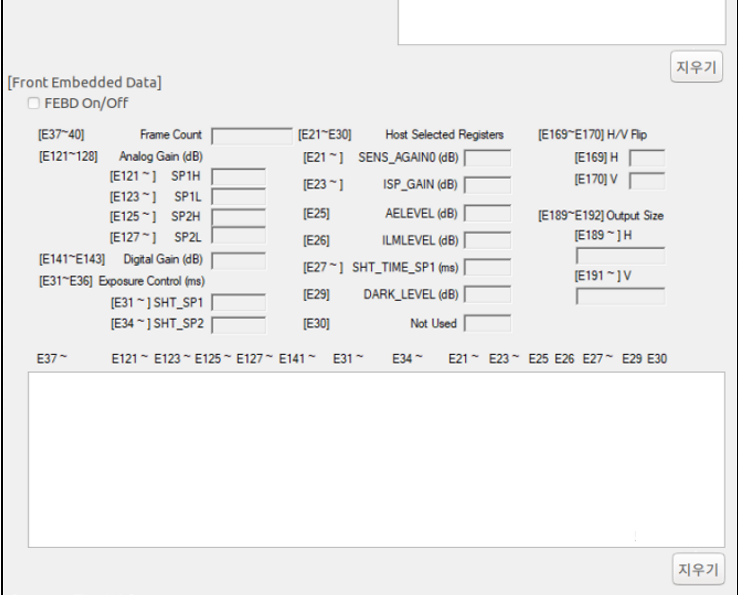 지우기
[Front Embedded Data]
FEBD On/Off
[E37~40] Frame Count [E21~E30] Host Selected Registers [E169~E170] H/V Flip
[E121~128] Analog Gain (dB) [E21 ~ ] SENS_AGAIN0 (dB) [E169] H
[E121 ~ ] SP1H [E23 ~ ] ISP_GAIN (dB) [E170] V
[E123 ~ ] SP1L
[E125 ~ ] SP2H [E25] AELEVEL (dB) [E189~E192] Output Size
[E127 ~ ] SP2L [E26] ILMLEVEL (dB) [E189 ~ ] H
[E141~E143] Digital Gain (dB) [E27 ~ ] SHT_TIME_SP1 (ms)
[E31~E36] Exposure Control (ms) [E191 ~ ] V
[E31 ~ ] SHT_SP1 [E29] DARK_LEVEL (dB)
[E34 ~ ] SHT_SP2 [E30] Not Used
E37 ~ E121 ~ E123 ~ E125 ~ E127 ~ E141 ~ E31 ~ E34 ~ E21 ~ E23 ~ E25 E26 E27 ~ E29 E30
지우기